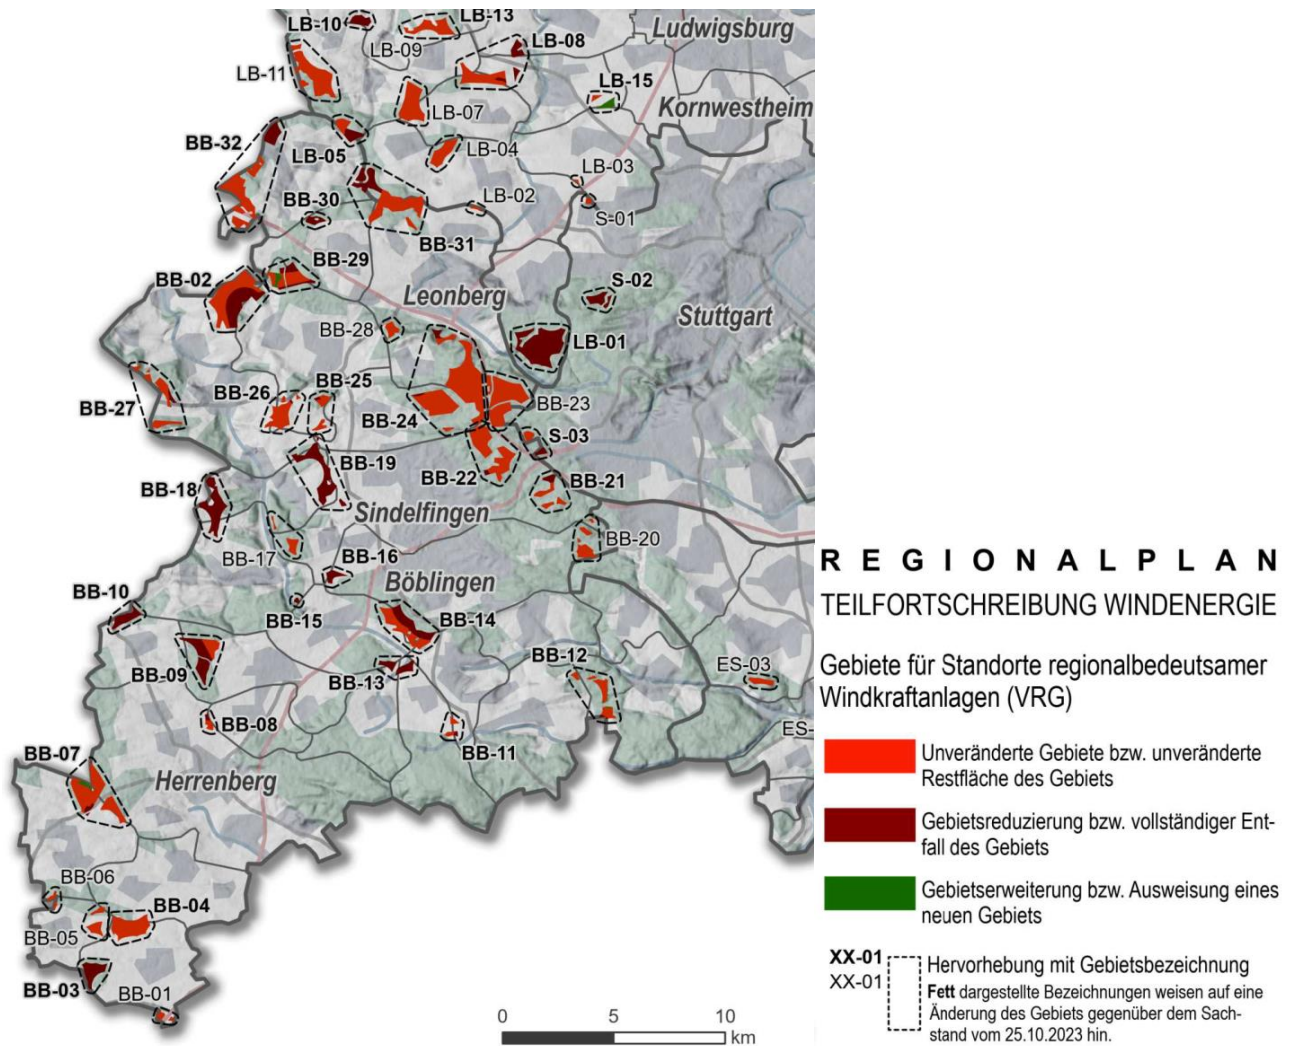 LB-10
LB-13
Ludwigsburg
LB-09
LB-08
LB-11
LB-15
LB-07
Kornwestheim
BB-32
LB-05
LB-04
LB-03
BB-30
LB-02
S-01
BB-31
BB-29
BB-02
S-02
Leonberg
Stuttgart
BB-28
LB-01
BB-25
BB-26
BB-27
BB-24
BB-23
S-03
BB-19
BB-22
BB-21
BB-18
Sindelfingen
BB-17
BB-20
BB-16
Böblingen
BB-10
BB-15
BB-14
BB-12
BB-09
BB-13
ES-03
BB-08
BB-11
ES-
BB-07
Herrenberg
BB-06
BB-04
BB-05
BB-03
BB-01
0 5 10
km
REGIONALPLAN
TEILFORTSCHREIBUNG WINDENERGIE
Gebiete für Standorte regionalbedeutsamer
Windkraftanlagen (VRG)
Unveränderte Gebiete bzw. unveränderte
Restfläche des Gebiets
Gebietsreduzierung bzw. vollständiger Ent-
fall des Gebiets
Gebietserweiterung bzw. Ausweisung eines
neuen Gebiets
XX-01
XX-01
Hervorhebung mit Gebietsbezeichnung
Fett dargestellte Bezeichnungen weisen auf eine
Änderung des Gebiets gegenüber dem Sach-
stand vom 25.10.2023 hin.